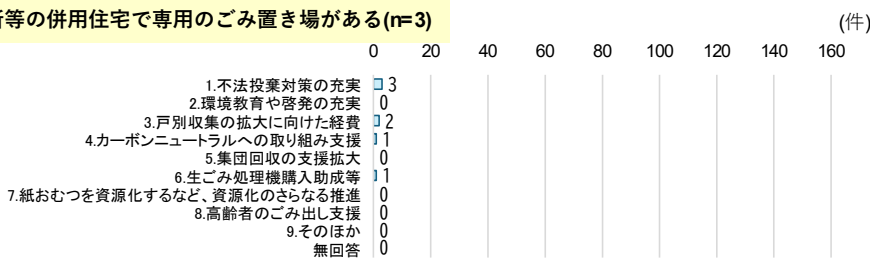 所等の併用住宅で専用のごみ置き場がある(n=3)
(件)
0 20 40 60 80 100 120 140 160
1.不法投棄対策の充実 3
2.環境教育や啓発の充実 0
3.戸別収集の拡大に向けた経費 2
4.カーボンニュートラルへの取り組み支援 1
5.集団回収の支援拡大 0
6.生ごみ処理機購入助成等 1
7.紙おむつを資源化するなど、資源化のさらなる推進 0
8.高齢者のごみ出し支援 0
9.そのほか 0
無回答 0